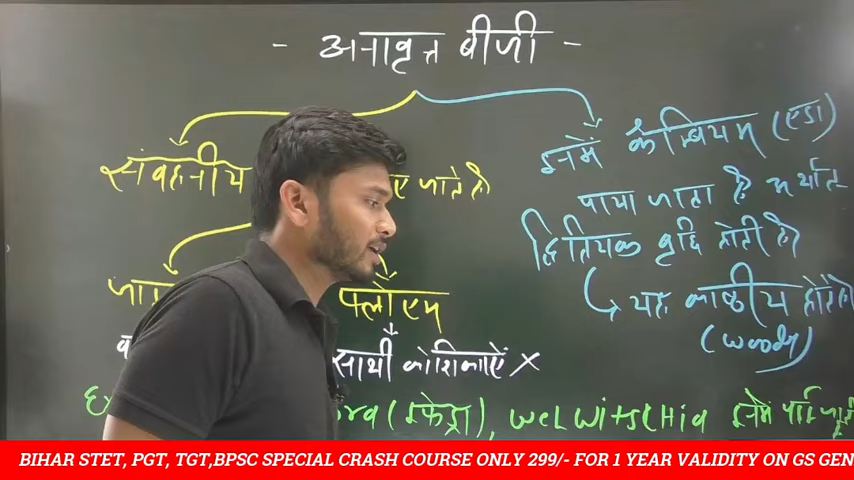 - अनावृत्त बीजी -
संवहनीय जाते है
इनमें कैम्बियम (एधा)
पाया जाता है अर्थात
द्वितियक वृद्धि होती है
यह काष्ठीय होते है
(woody)
फ्लोएम
साथी कोशिकाऐं X
(इफेड्रा), welwitschia इनमें पाई जाती
BIHAR STET, PGT, TGT,BPSC SPECIAL CRASH COURSE ONLY 299/- FOR 1 YEAR VALIDITY ON GS GEN